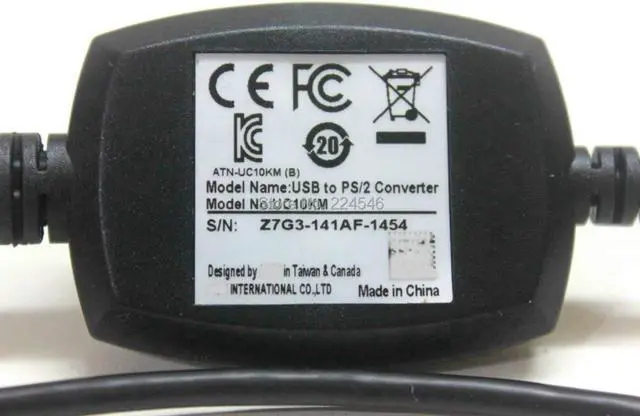 CE FC
KC 20
ATN-UC10KM (B)
Model Name:USB to PS/2 Converter
Model No.:UC10KM
S/N: Z7G3-141AF-1454
Designed by in Taiwan & Canada
INTERNATIONAL CO.,LTD Made in China